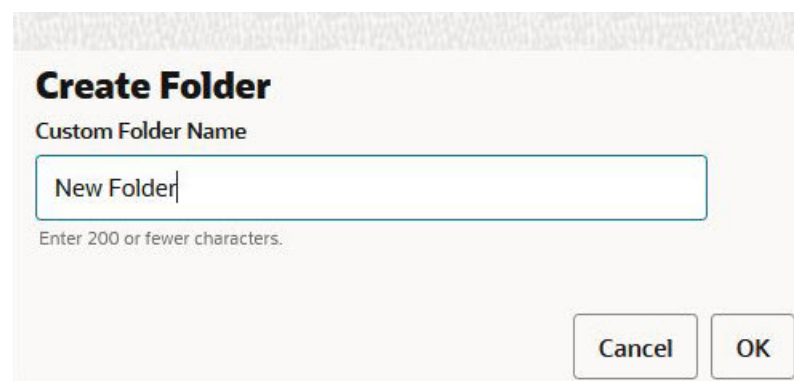 Create Folder
Custom Folder Name
New Folder
Enter 200 or fewer characters.
Cancel OK